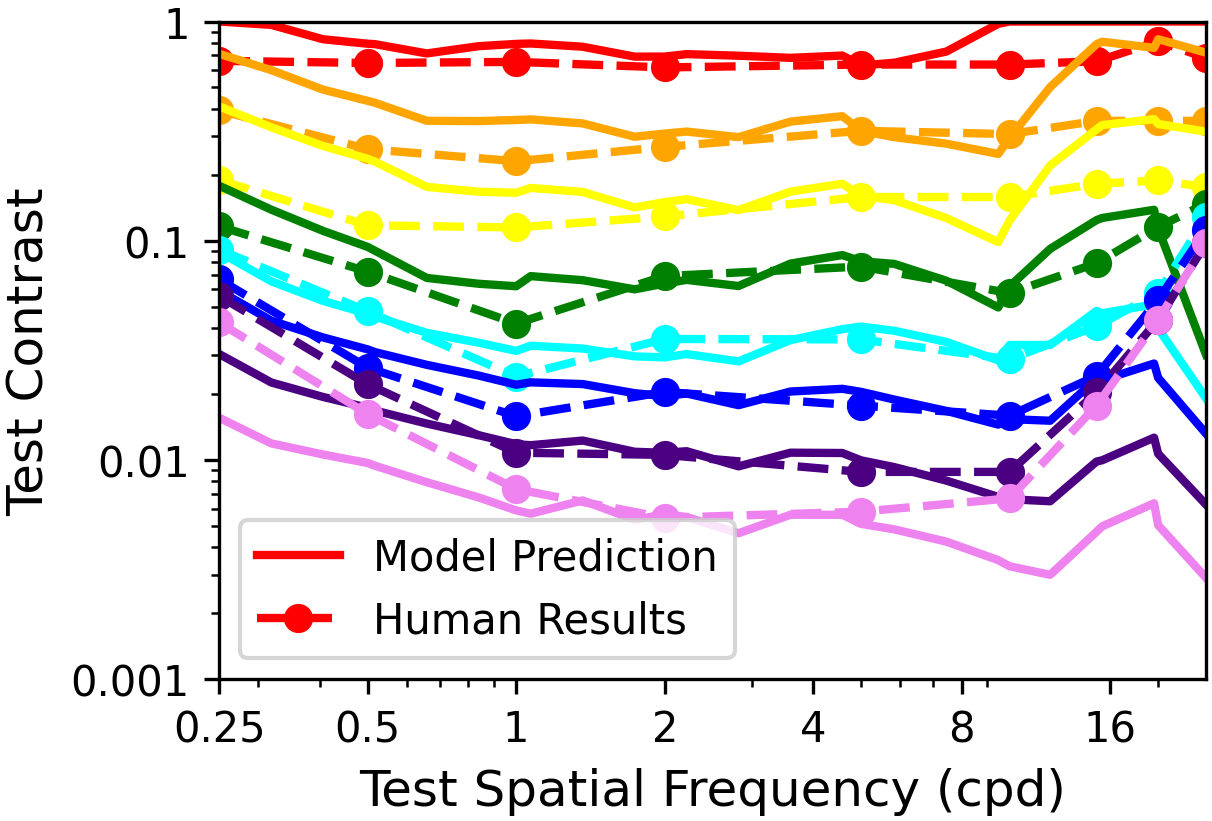 1
0.1
0.01
0.001
Test Contrast
Model Prediction
Human Results
0.25 0.5 1 2 4 8 16
Test Spatial Frequency (cpd)